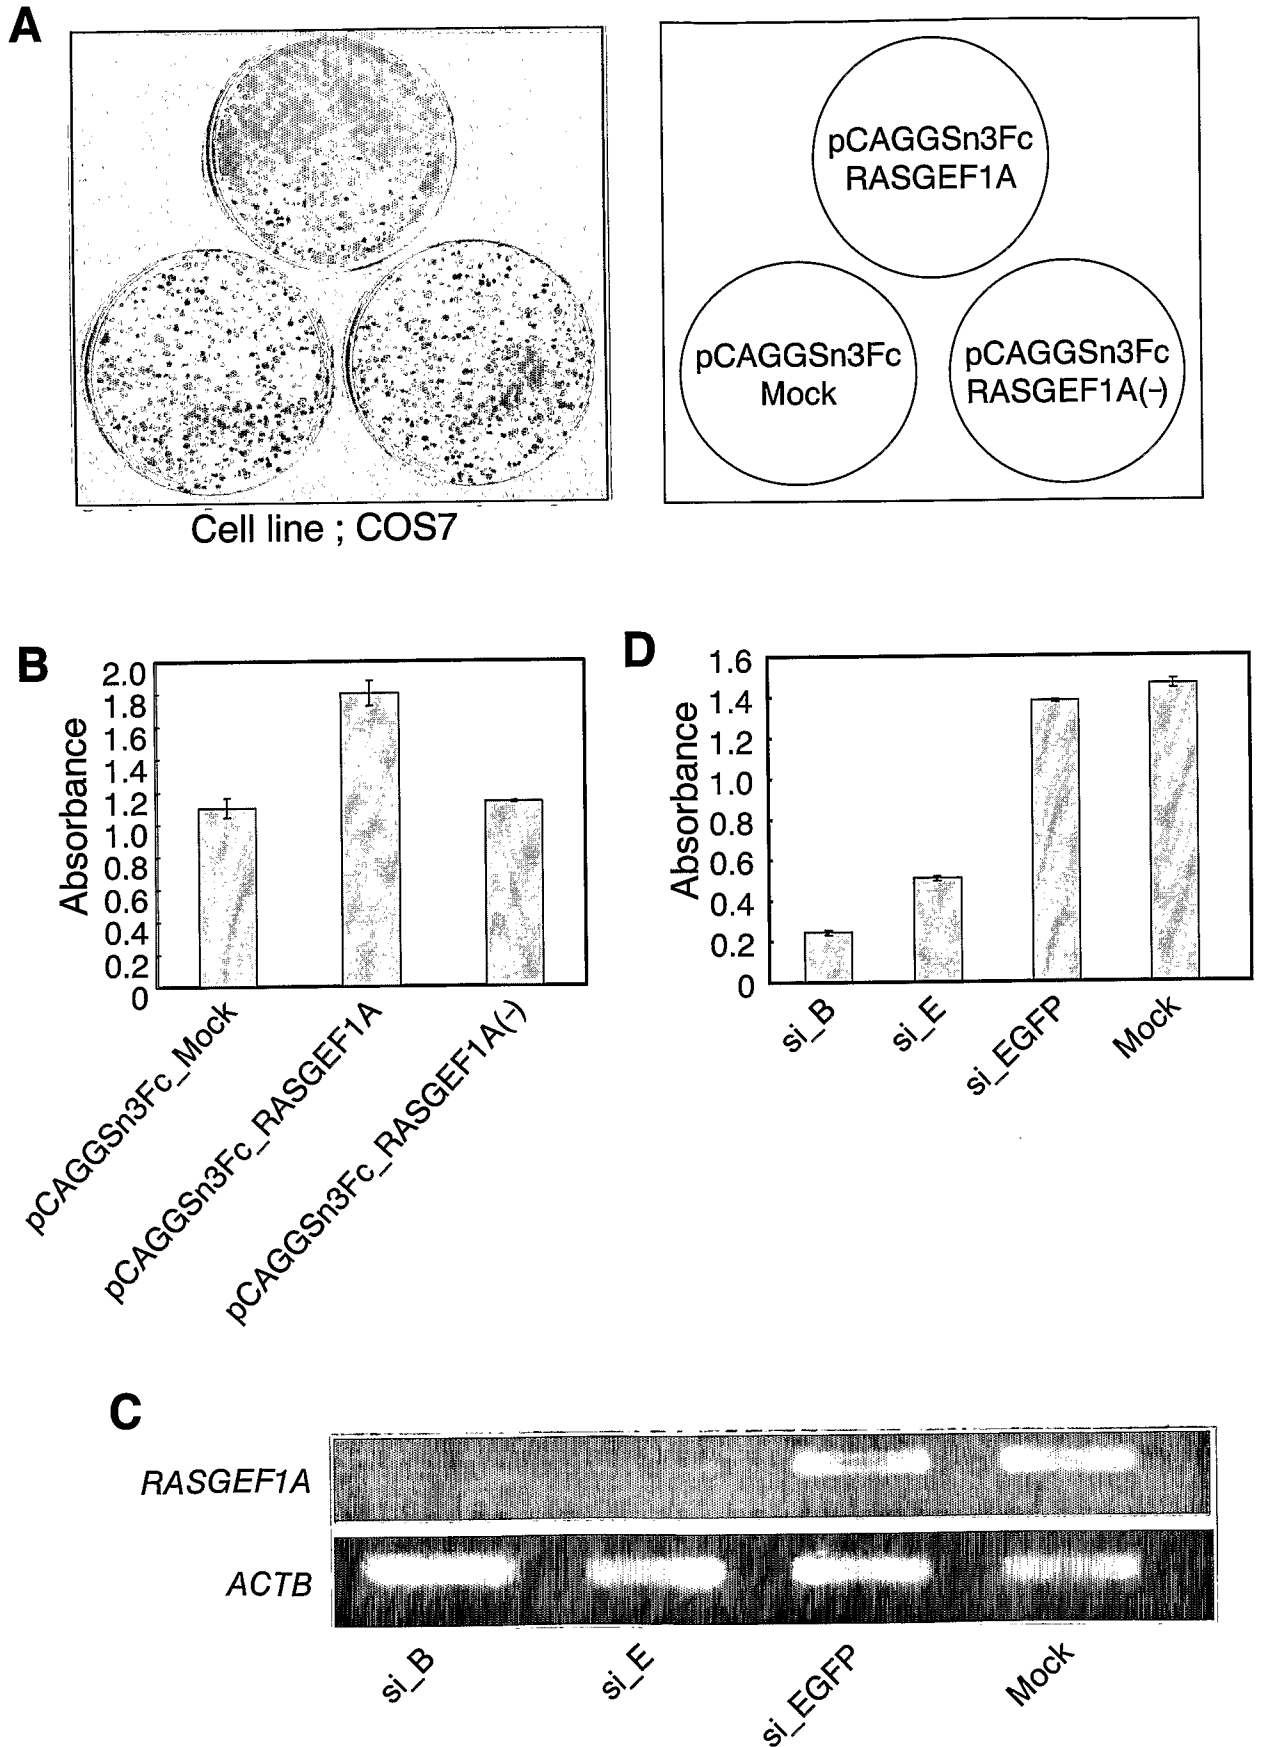 A
pCAGGSn3Fc
RASGEF1A
pCAGGSn3Fc
Mock
pCAGGSn3Fc
RASGEF1A(-)
Cell line ; COS7
B
2.0
1.8
1.6
1.4
1.2
1.0
0.8
0.6
0.4
0.2
0
Absorbance
pCAGGSn3Fc_Mock
pCAGGSn3Fc_RASGEF1A
pCAGGSn3Fc_RASGEF1A(-)
D
1.6
1.4
1.2
1.0
0.8
0.6
0.4
0.2
0
Absorbance
si_B
si_E
si_EGFP
Mock
C
RASGEF1A
ACTB
si_B
si_E
si_EGFP
Mock